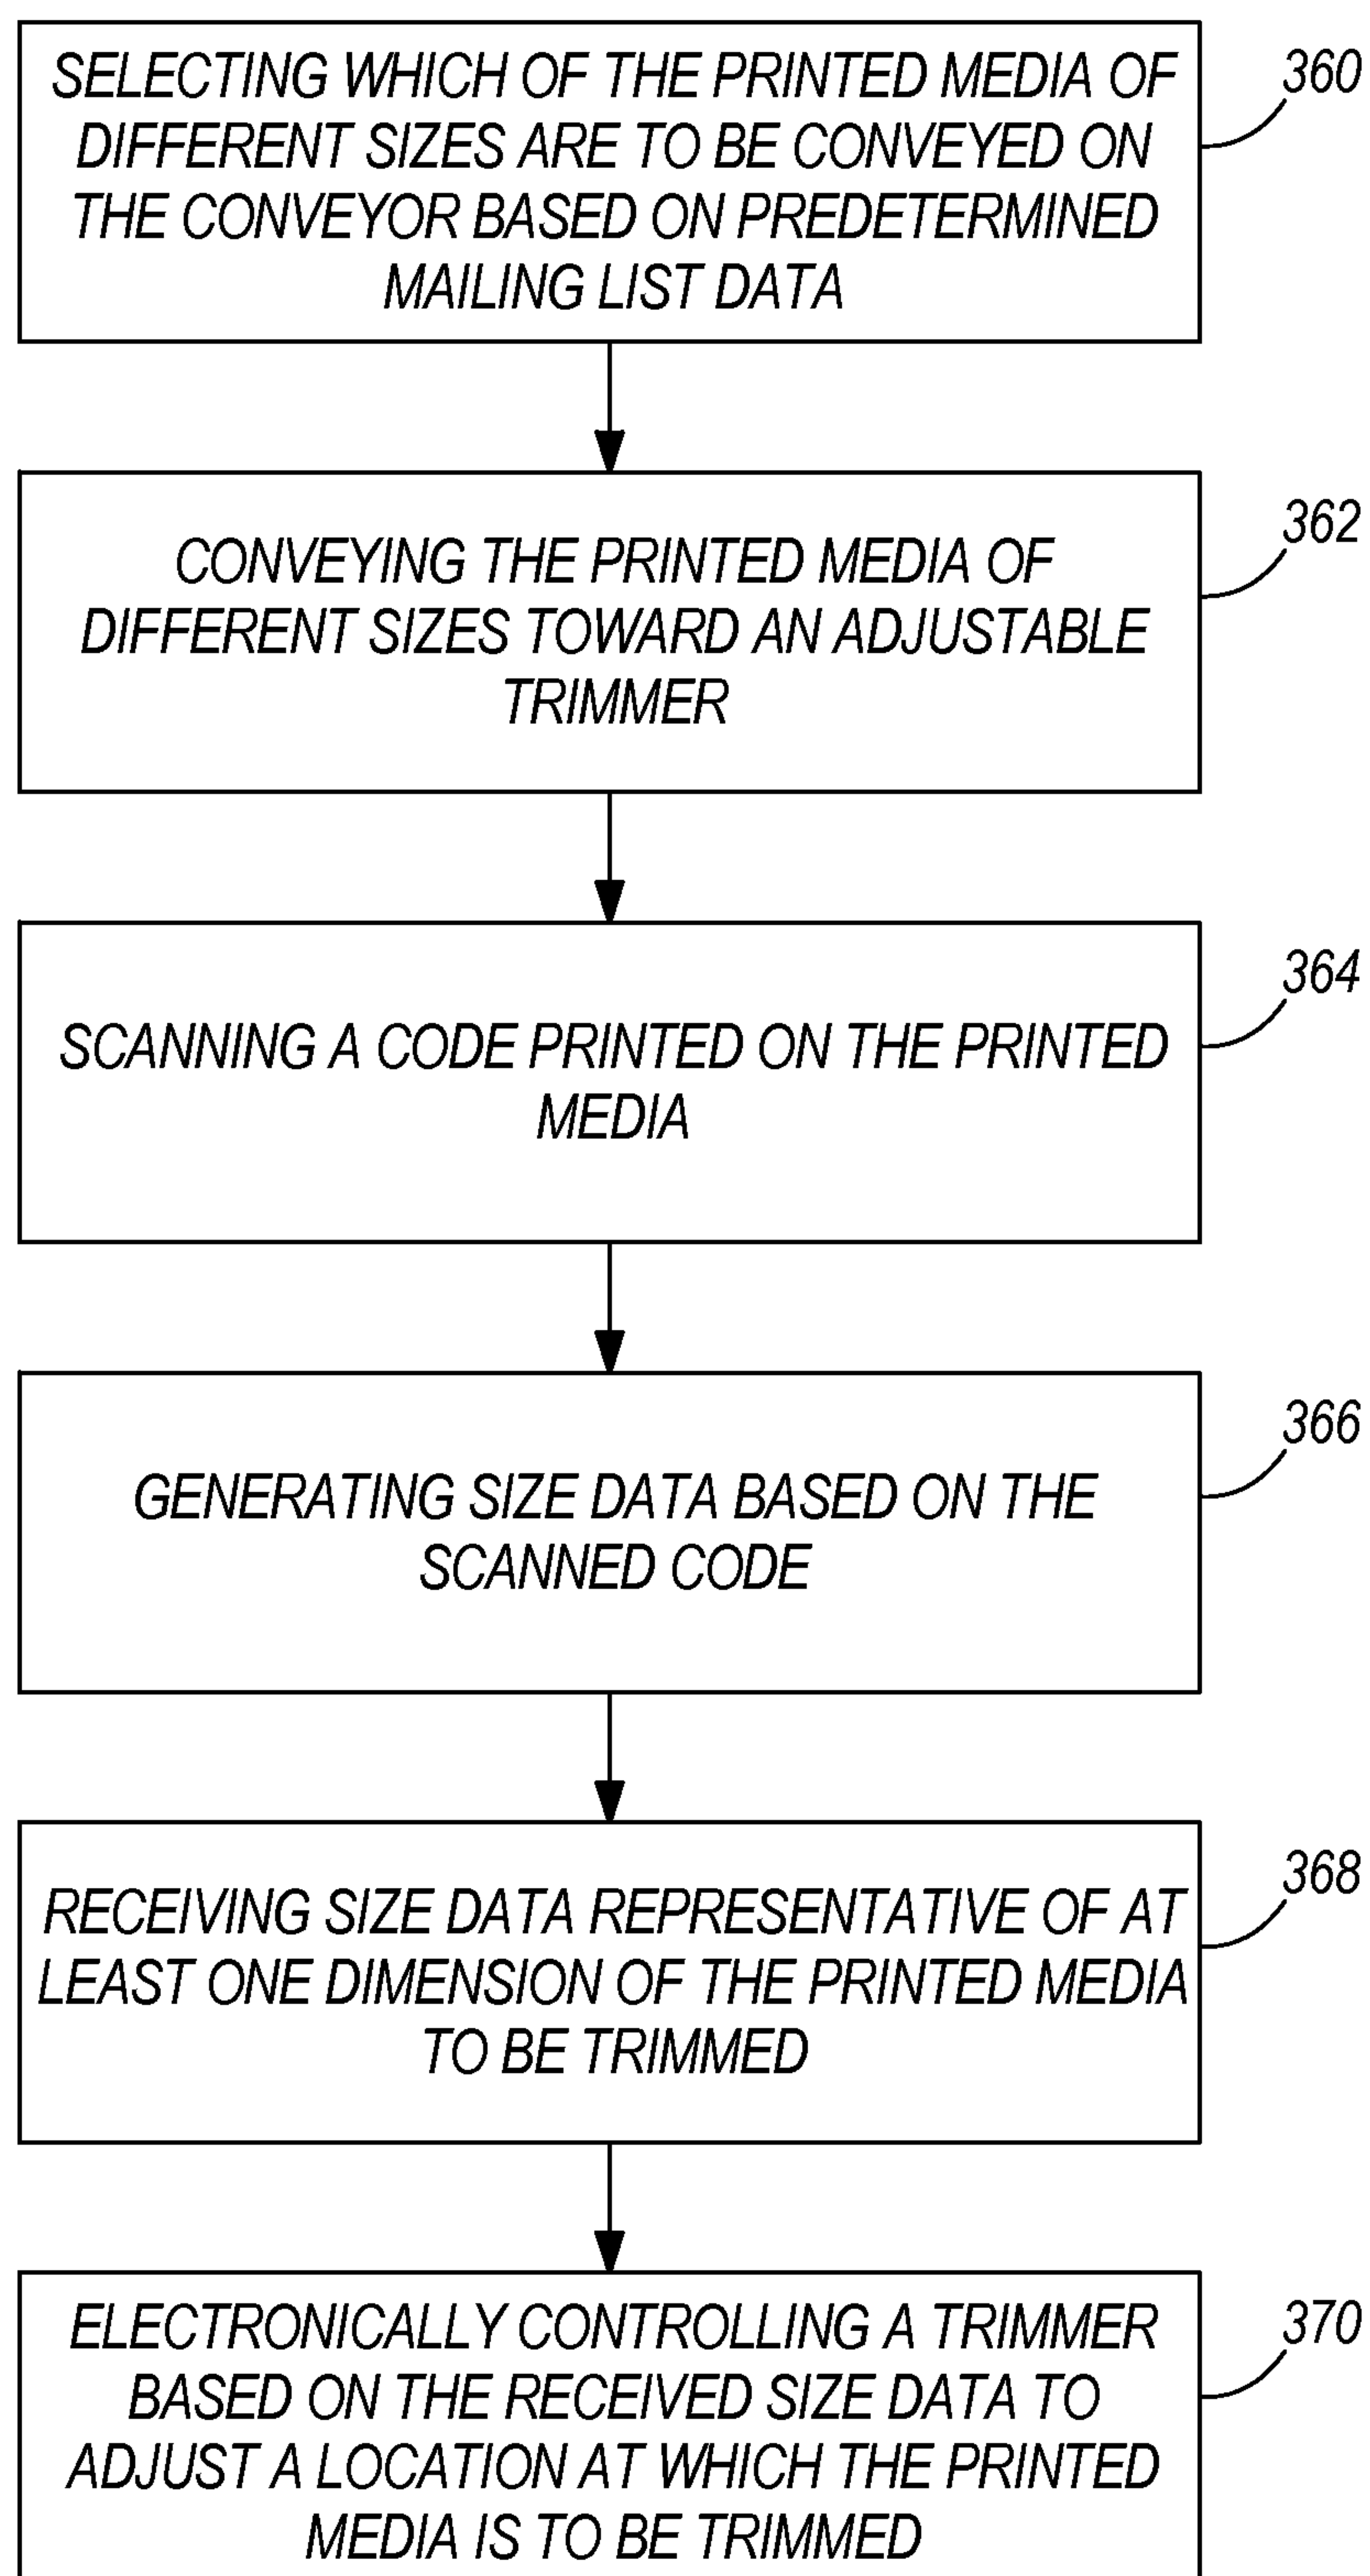 SELECTING WHICH OF THE PRINTED MEDIA OF
DIFFERENT SIZES ARE TO BE CONVEYED ON
THE CONVEYOR BASED ON PREDETERMINED
MAILING LIST DATA
360
CONVEYING THE PRINTED MEDIA OF
DIFFERENT SIZES TOWARD AN ADJUSTABLE
TRIMMER
362
SCANNING A CODE PRINTED ON THE PRINTED
MEDIA
364
GENERATING SIZE DATA BASED ON THE
SCANNED CODE
366
RECEIVING SIZE DATA REPRESENTATIVE OF AT
LEAST ONE DIMENSION OF THE PRINTED MEDIA
TO BE TRIMMED
368
ELECTRONICALLY CONTROLLING A TRIMMER
BASED ON THE RECEIVED SIZE DATA TO
ADJUST A LOCATION AT WHICH THE PRINTED
MEDIA IS TO BE TRIMMED
370